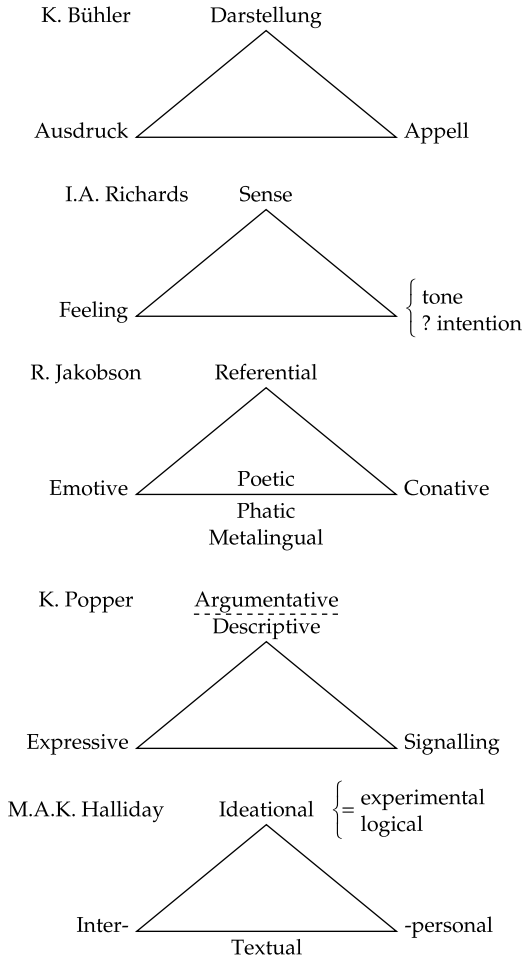 K. Bühler Darstellung
Ausdruck Appell
I.A. Richards Sense
Feeling { tone
? intention
R. Jakobson Referential
Emotive Poetic Conative
Phatic
Metalingual
K. Popper Argumentative
Descriptive
Expressive Signalling
M.A.K. Halliday Ideational { = experimental
logical
Inter- -personal
Textual